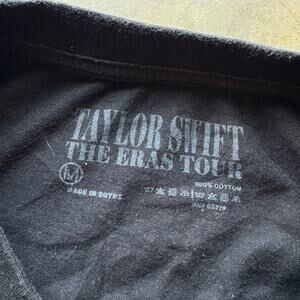 TAYLOR SWIFT
THE ERAS TOUR
M
100% COTTON
MADE IN EGYPT